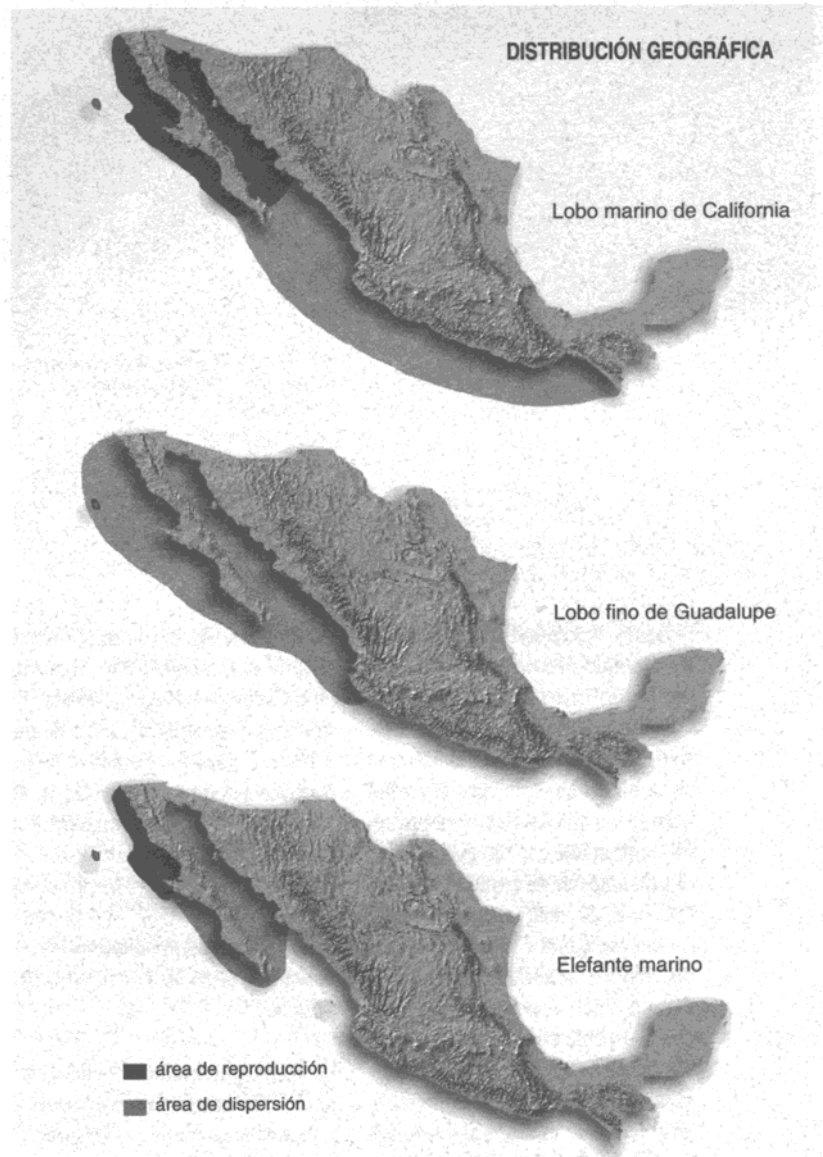 DISTRIBUCIÓN GEOGRÁFICA
Lobo marino de California
Lobo fino de Guadalupe
Elefante marino
área de reproducción
área de dispersión